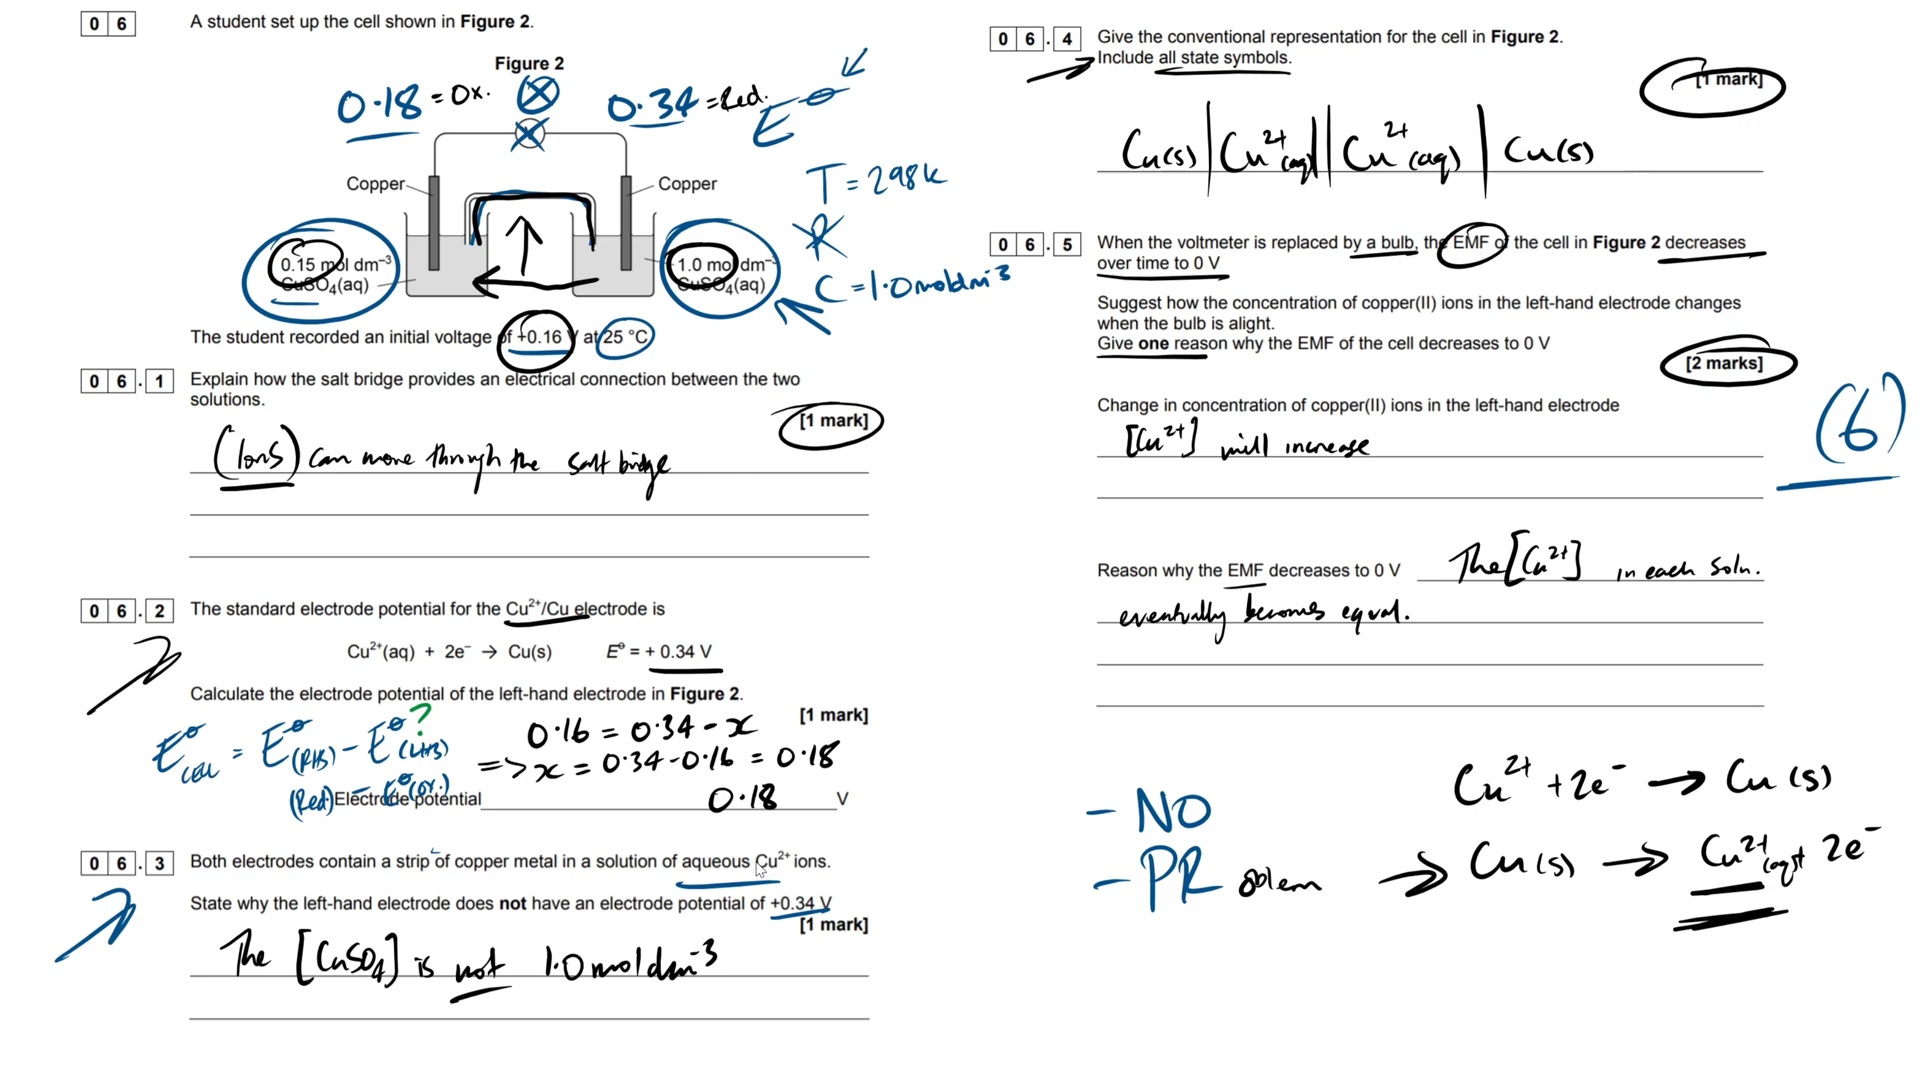 0 6
A student set up the cell shown in Figure 2.
Figure 2
0.18 = Ox.
0.34 = Red.
E⦵
Copper
Copper
T = 298k
0.15 mol dm⁻³
CuSO₄(aq)
1.0 mol dm⁻³
CuSO₄(aq)
C = 1.0moldm⁻³
The student recorded an initial voltage of +0.16 V at 25 °C
0 6 . 1
Explain how the salt bridge provides an electrical connection between the two
solutions.
[1 mark]
(Ions) can move through the salt bridge
0 6 . 2
The standard electrode potential for the Cu²⁺/Cu electrode is
Cu²⁺(aq) + 2e⁻ → Cu(s) E⦵ = + 0.34 V
Calculate the electrode potential of the left-hand electrode in Figure 2.
[1 mark]
E⦵cell = E⦵(RHS) – E⦵(LHS) ?
0.16 = 0.34 - x
=> x = 0.34 - 0.16 = 0.18
(Red) – E⦵(ox.)
Electrode potential 0.18 V
0 6 . 3
Both electrodes contain a strip of copper metal in a solution of aqueous Cu²⁺ ions.
State why the left-hand electrode does not have an electrode potential of +0.34 V
[1 mark]
The [CuSO₄] is not 1.0moldm⁻³
0 6 . 4
Give the conventional representation for the cell in Figure 2.
Include all state symbols.
[1 mark]
Cu(s) | Cu²⁺(aq) || Cu²⁺(aq) | Cu(s)
0 6 . 5
When the voltmeter is replaced by a bulb, the EMF of the cell in Figure 2 decreases
over time to 0 V
Suggest how the concentration of copper(II) ions in the left-hand electrode changes
when the bulb is alight.
Give one reason why the EMF of the cell decreases to 0 V
[2 marks]
(6)
Change in concentration of copper(II) ions in the left-hand electrode
[Cu²⁺] will increase
Reason why the EMF decreases to 0 V The [Cu²⁺] in each soln.
eventually becomes equal.
Cu²⁺ + 2e⁻ → Cu(s)
- NO
- PRoblem
→ Cu(s) → Cu²⁺(aq) + 2e⁻